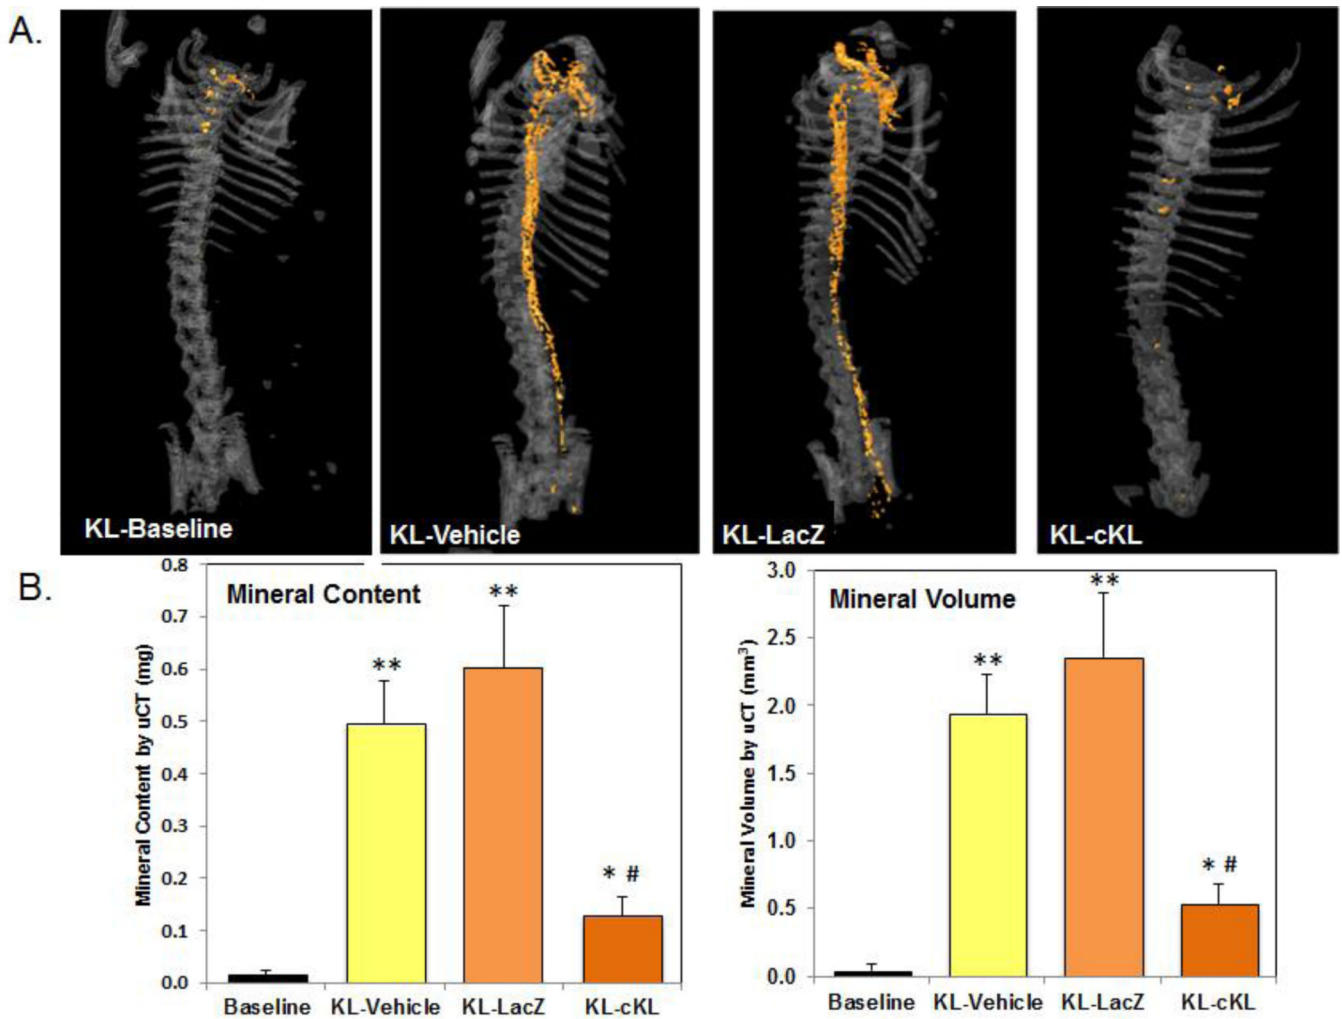 A.
KL-Baseline
KL-Vehicle
KL-LacZ
KL-cKL
B.
Mineral Content
Mineral Content by uCT (mg)
0.8
0.7
0.6
0.5
0.4
0.3
0.2
0.1
0.0
**
**
* #
Baseline KL-Vehicle KL-LacZ KL-cKL
Mineral Volume
Mineral Volume by uCT (mm³)
3.0
2.5
2.0
1.5
1.0
0.5
0.0
**
**
* #
Baseline KL-Vehicle KL-LacZ KL-cKL